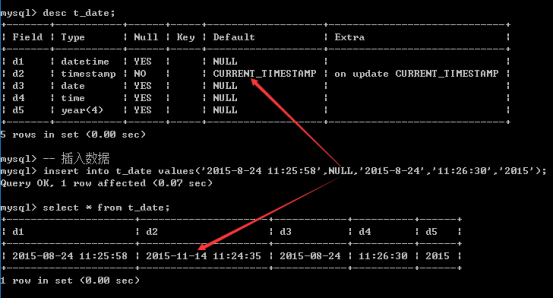 mysql> desc t_date;
+-------+-----------+------+-----+-------------------+-----------------------------+
| Field | Type | Null | Key | Default | Extra |
+-------+-----------+------+-----+-------------------+-----------------------------+
| d1 | datetime | YES | | NULL | |
| d2 | timestamp | NO | | CURRENT_TIMESTAMP | on update CURRENT_TIMESTAMP |
| d3 | date | YES | | NULL | |
| d4 | time | YES | | NULL | |
| d5 | year(4) | YES | | NULL | |
+-------+-----------+------+-----+-------------------+-----------------------------+
5 rows in set (0.00 sec)
mysql> -- 插入数据
mysql> insert into t_date values('2015-8-24 11:25:58',NULL,'2015-8-24','11:26:30','2015');
Query OK, 1 row affected (0.07 sec)
mysql> select * from t_date;
+---------------------+---------------------+------------+----------+------+
| d1 | d2 | d3 | d4 | d5 |
+---------------------+---------------------+------------+----------+------+
| 2015-08-24 11:25:58 | 2015-11-14 11:24:35 | 2015-08-24 | 11:26:30 | 2015 |
+---------------------+---------------------+------------+----------+------+
1 row in set (0.00 sec)